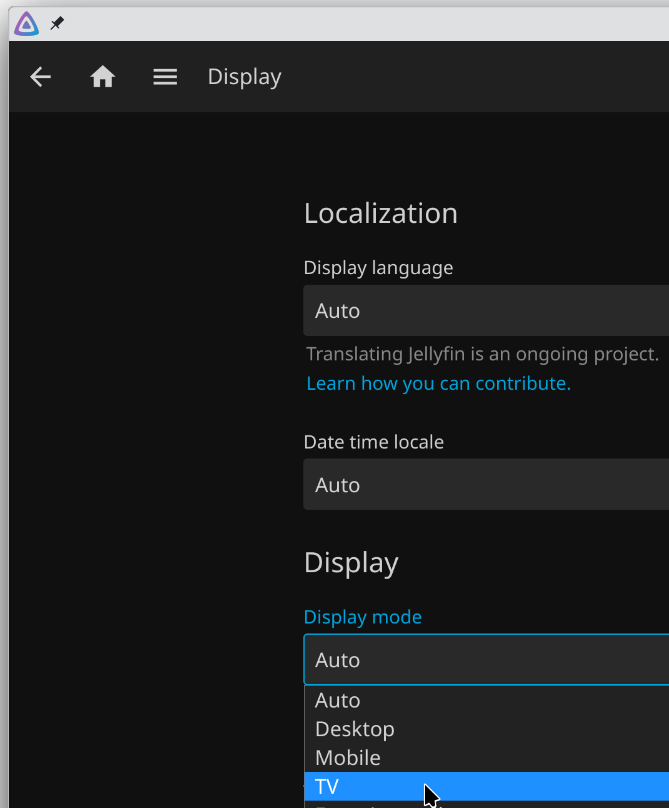 Display
Localization
Display language
Auto
Translating Jellyfin is an ongoing project.
Learn how you can contribute.
Date time locale
Auto
Display
Display mode
Auto
Auto
Desktop
Mobile
TV